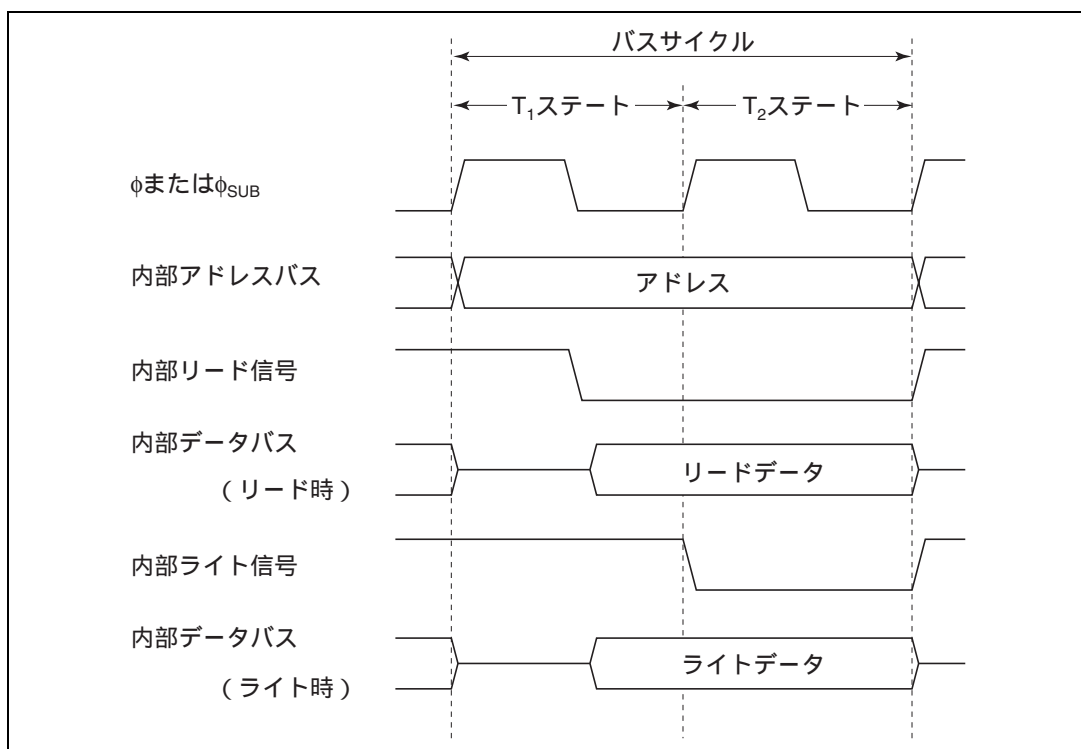 バスサイクル
T₁ステート
T₂ステート
φまたはφSUB
内部アドレスバス
アドレス
内部リード信号
内部データバス
(リード時)
リードデータ
内部ライト信号
内部データバス
(ライト時)
ライトデータ